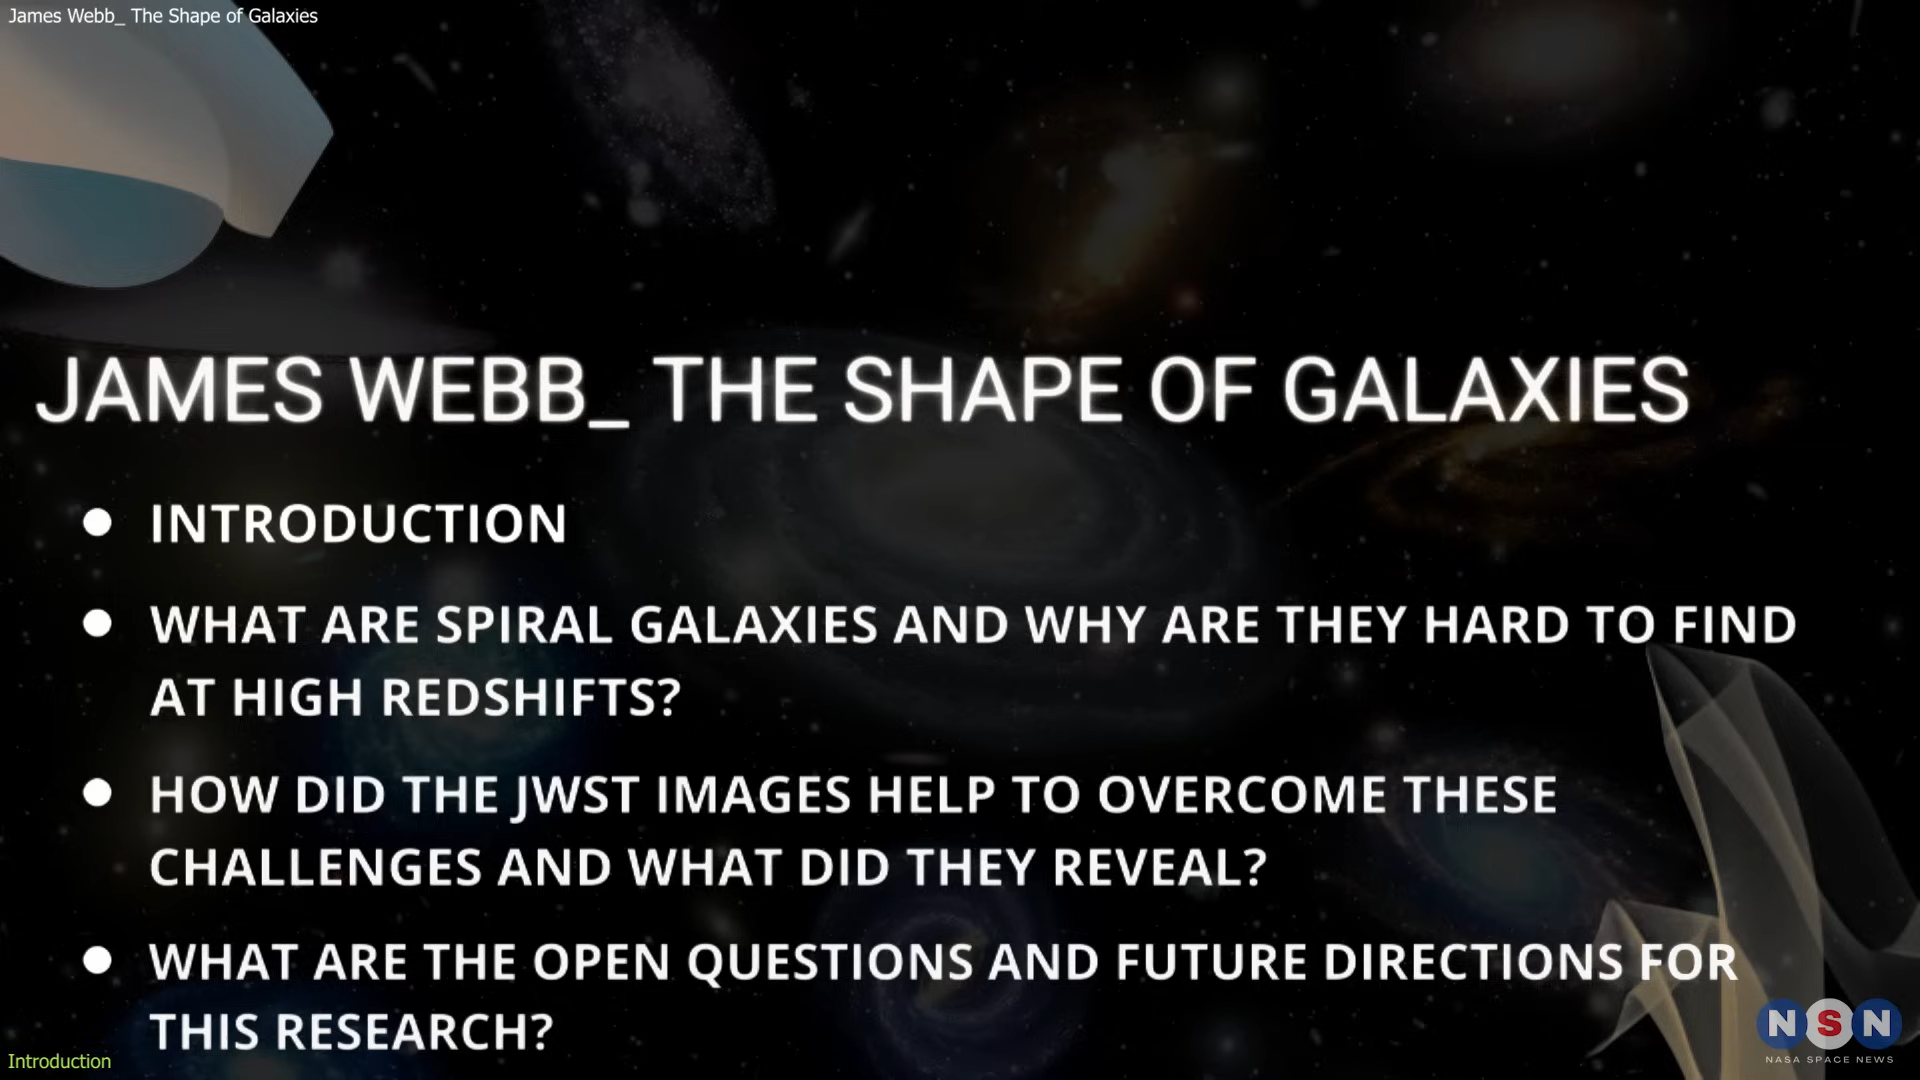 James Webb_ The Shape of Galaxies
JAMES WEBB_ THE SHAPE OF GALAXIES
● INTRODUCTION
● WHAT ARE SPIRAL GALAXIES AND WHY ARE THEY HARD TO FIND
AT HIGH REDSHIFTS?
● HOW DID THE JWST IMAGES HELP TO OVERCOME THESE
CHALLENGES AND WHAT DID THEY REVEAL?
● WHAT ARE THE OPEN QUESTIONS AND FUTURE DIRECTIONS FOR
THIS RESEARCH?
NSN
NASA SPACE NEWS
Introduction